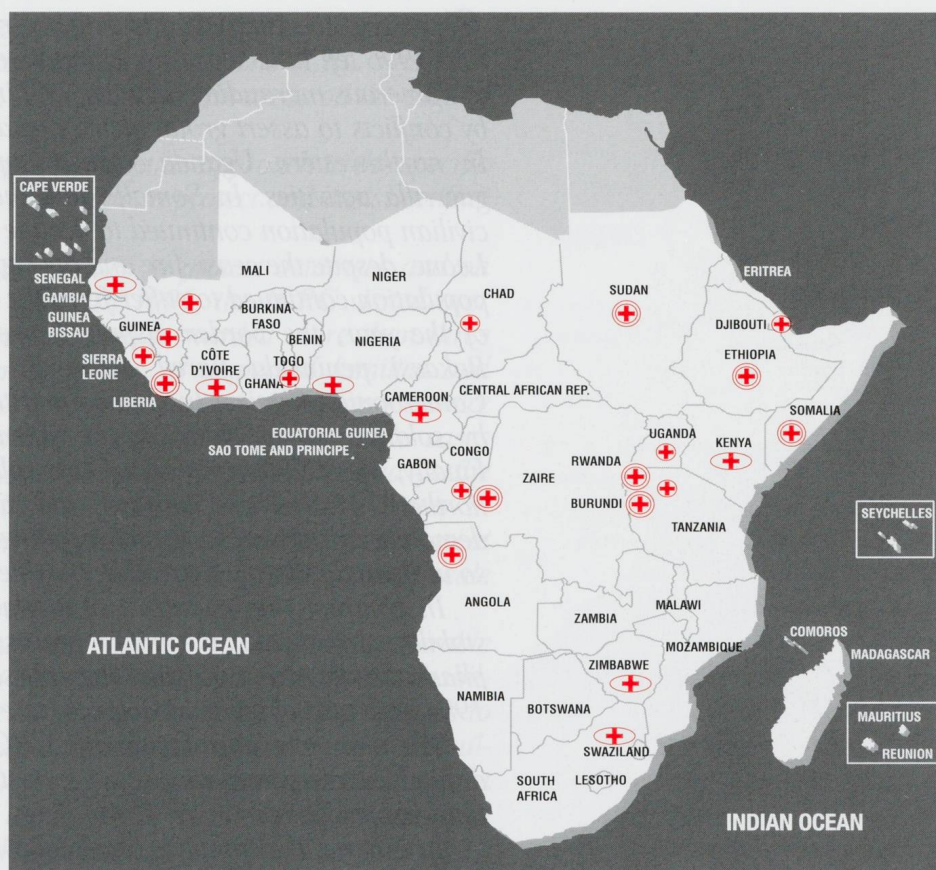 CAPE VERDE
SENEGAL
GAMBIA
GUINEA
BISSAU
GUINEA
SIERRA
LEONE
LIBERIA
MALI
BURKINA
FASO
CÔTE
D'IVOIRE
GHANA
TOGO
BENIN
NIGER
NIGERIA
CHAD
SUDAN
ERITREA
DJIBOUTI
ETHIOPIA
SOMALIA
CENTRAL AFRICAN REP.
CAMEROON
EQUATORIAL GUINEA
SAO TOME AND PRINCIPE
GABON
CONGO
ZAIRE
UGANDA
KENYA
RWANDA
BURUNDI
TANZANIA
SEYCHELLES
ANGOLA
ZAMBIA
MALAWI
MOZAMBIQUE
COMOROS
MADAGASCAR
ATLANTIC OCEAN
ZIMBABWE
NAMIBIA
BOTSWANA
MAURITIUS
REUNION
SWAZILAND
SOUTH
AFRICA
LESOTHO
INDIAN OCEAN